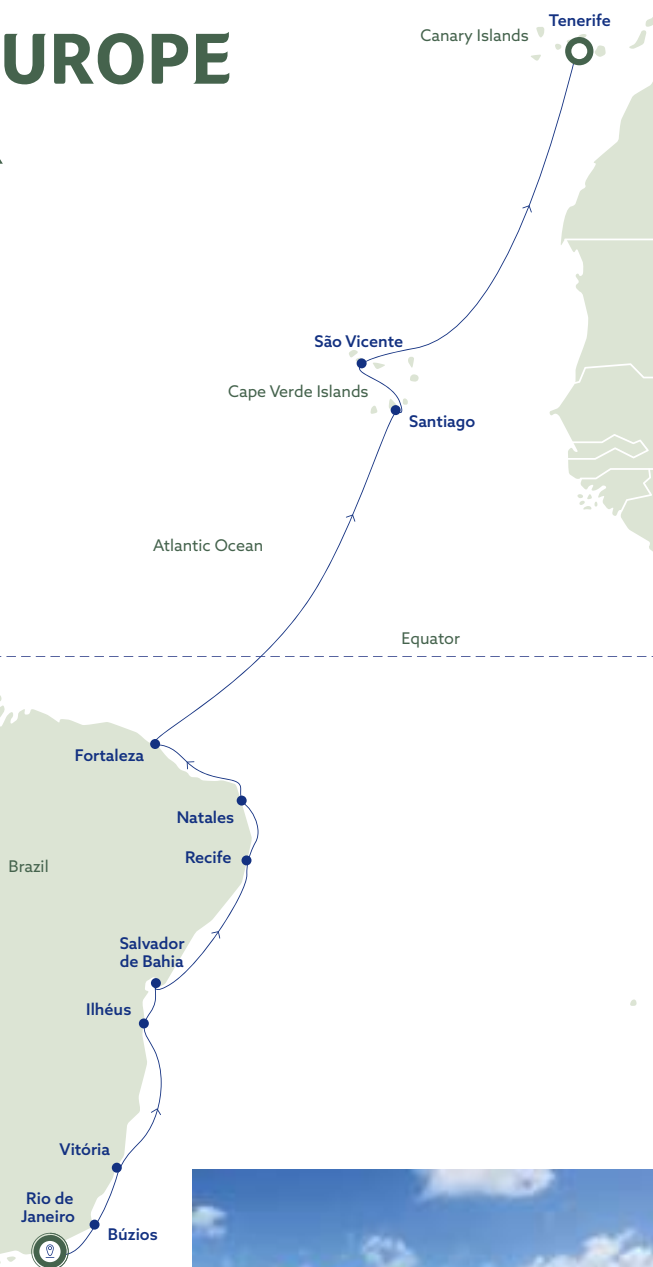 Tenerife
Canary Islands
UROPE
São Vicente
Cape Verde Islands
Santiago
Atlantic Ocean
Equator
Fortaleza
Natales
Recife
Brazil
Salvador
de Bahia
Ilhéus
Vitória
Rio de
Janeiro
Búzios